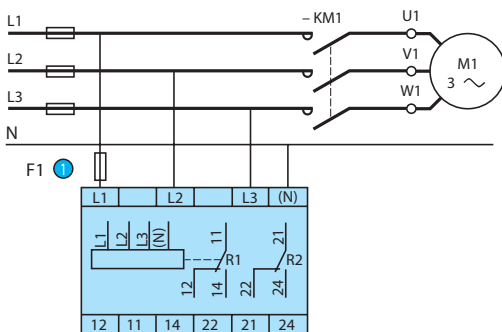 L1 – KM1 U1
L2 V1 M1
3
L3 W1
N
F1 1
L1 L2 L3 (N)
L1 L2 L3 (N) 11 21
R1 R2
12 14 22 24
12 11 14 22 21 24